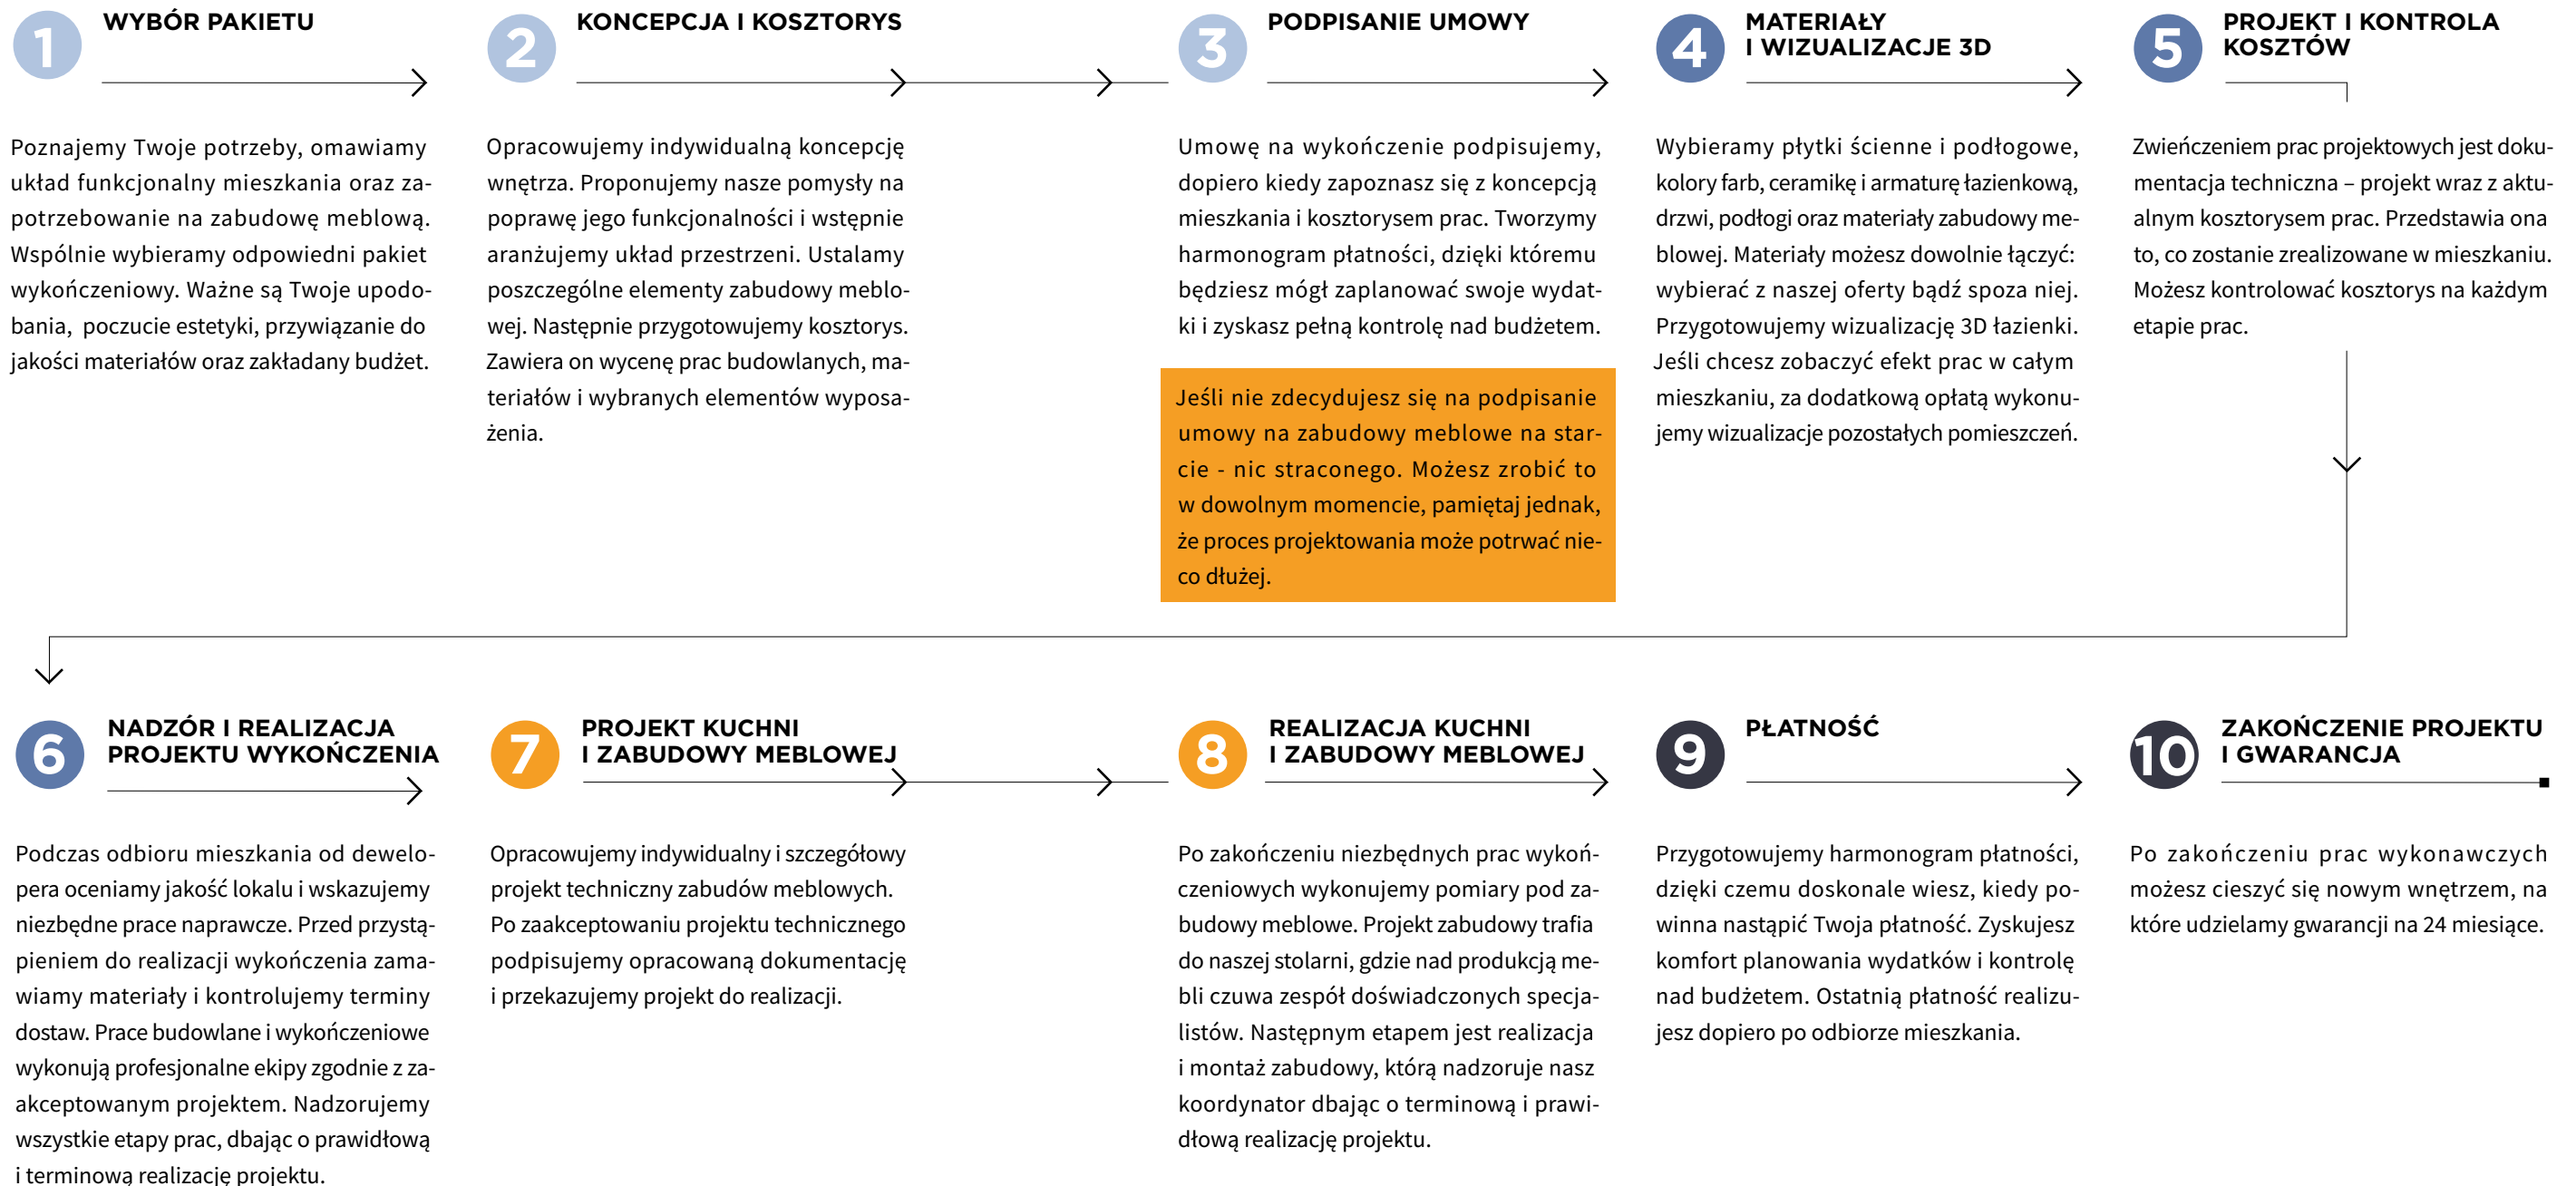 1
WYBÓR PAKIETU
Poznajemy Twoje potrzeby, omawiamy
układ funkcjonalny mieszkania oraz za-
potrzebowanie na zabudowę meblową.
Wspólnie wybieramy odpowiedni pakiet
wykończeniowy. Ważne są Twoje upodo-
bania, poczucie estetyki, przywiązanie do
jakości materiałów oraz zakładany budżet.
2
KONCEPCJA I KOSZTORYS
Opracowujemy indywidualną koncepcję
wnętrza. Proponujemy nasze pomysły na
poprawę jego funkcjonalności i wstępnie
aranżujemy układ przestrzeni. Ustalamy
poszczególne elementy zabudowy meblo-
wej. Następnie przygotowujemy kosztorys.
Zawiera on wycenę prac budowlanych, ma-
teriałów i wybranych elementów wyposa-
żenia.
3
PODPISANIE UMOWY
Umowę na wykończenie podpisujemy,
dopiero kiedy zapoznasz się z koncepcją
mieszkania i kosztorysem prac. Tworzymy
harmonogram płatności, dzięki któremu
będziesz mógł zaplanować swoje wydat-
ki i zyskasz pełną kontrolę nad budżetem.
Jeśli nie zdecydujesz się na podpisanie
umowy na zabudowy meblowe na star-
cie - nic straconego. Możesz zrobić to
w dowolnym momencie, pamiętaj jednak,
że proces projektowania może potrwać nie-
co dłużej.
4
MATERIAŁY
I WIZUALIZACJE 3D
Wybieramy płytki ścienne i podłogowe,
kolory farb, ceramikę i armaturę łazienkową,
drzwi, podłogi oraz materiały zabudowy me-
blowej. Materiały możesz dowolnie łączyć:
wybierać z naszej oferty bądź spoza niej.
Przygotowujemy wizualizację 3D łazienki.
Jeśli chcesz zobaczyć efekt prac w całym
mieszkaniu, za dodatkową opłatą wykonu-
jemy wizualizacje pozostałych pomieszczeń.
5
PROJEKT I KONTROLA
KOSZTÓW
Zwieńczeniem prac projektowych jest doku-
mentacja techniczna – projekt wraz z aktu-
alnym kosztorysem prac. Przedstawia ona
to, co zostanie zrealizowane w mieszkaniu.
Możesz kontrolować kosztorys na każdym
etapie prac.
6
NADZÓR I REALIZACJA
PROJEKTU WYKOŃCZENIA
Podczas odbioru mieszkania od dewelo-
pera oceniamy jakość lokalu i wskazujemy
niezbędne prace naprawcze. Przed przystą-
pieniem do realizacji wykończenia zama-
wiamy materiały i kontrolujemy terminy
dostaw. Prace budowlane i wykończeniowe
wykonują profesjonalne ekipy zgodnie z za-
akceptowanym projektem. Nadzorujemy
wszystkie etapy prac, dbając o prawidłową
i terminową realizację projektu.
7
PROJEKT KUCHNI
I ZABUDOWY MEBLOWEJ
Opracowujemy indywidualny i szczegółowy
projekt techniczny zabudów meblowych.
Po zaakceptowaniu projektu technicznego
podpisujemy opracowaną dokumentację
i przekazujemy projekt do realizacji.
8
REALIZACJA KUCHNI
I ZABUDOWY MEBLOWEJ
Po zakończeniu niezbędnych prac wykoń-
czeniowych wykonujemy pomiary pod za-
budowy meblowe. Projekt zabudowy trafia
do naszej stolarni, gdzie nad produkcją me-
bli czuwa zespół doświadczonych specja-
listów. Następnym etapem jest realizacja
i montaż zabudowy, którą nadzoruje nasz
koordynator dbając o terminową i prawi-
dłową realizację projektu.
9
PŁATNOŚĆ
Przygotowujemy harmonogram płatności,
dzięki czemu doskonale wiesz, kiedy po-
winna nastąpić Twoja płatność. Zyskujesz
komfort planowania wydatków i kontrolę
nad budżetem. Ostatnią płatność realizu-
jesz dopiero po odbiorze mieszkania.
10
ZAKOŃCZENIE PROJEKTU
I GWARANCJA
Po zakończeniu prac wykonawczych
możesz cieszyć się nowym wnętrzem, na
które udzielamy gwarancji na 24 miesiące.